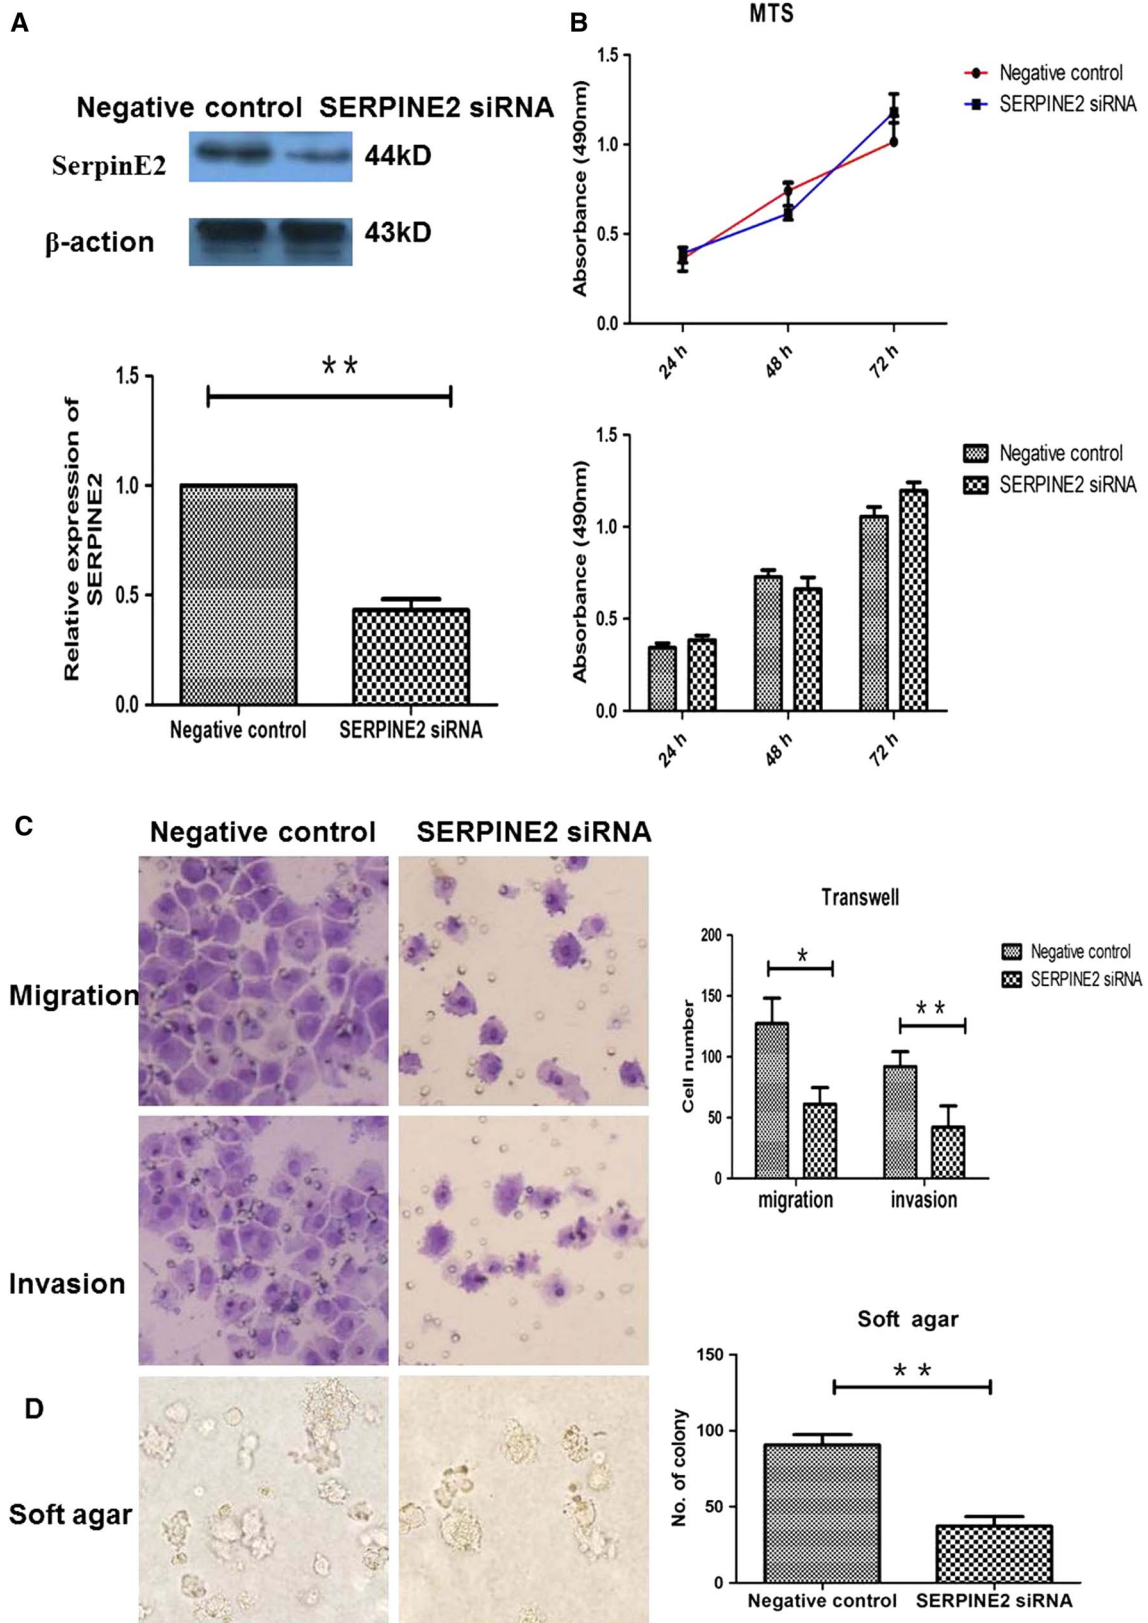 A
Negative control SERPINE2 siRNA
SerpinE2
44kD
β-action
43kD
**
Relative expression of
SERPINE2
1.5
1.0
0.5
0.0
Negative control
SERPINE2 siRNA
B
MTS
Absorbance (490nm)
1.5
1.0
0.5
0.0
24 h
48 h
72 h
Negative control
SERPINE2 siRNA
Absorbance (490nm)
1.5
1.0
0.5
0.0
24 h
48 h
72 h
Negative control
SERPINE2 siRNA
C
Negative control
SERPINE2 siRNA
Migration
Invasion
Transwell
Cell number
200
150
100
50
0
*
**
migration
invasion
Negative control
SERPINE2 siRNA
D
Soft agar
Soft agar
No. of colony
150
100
50
0
**
Negative control
SERPINE2 siRNA